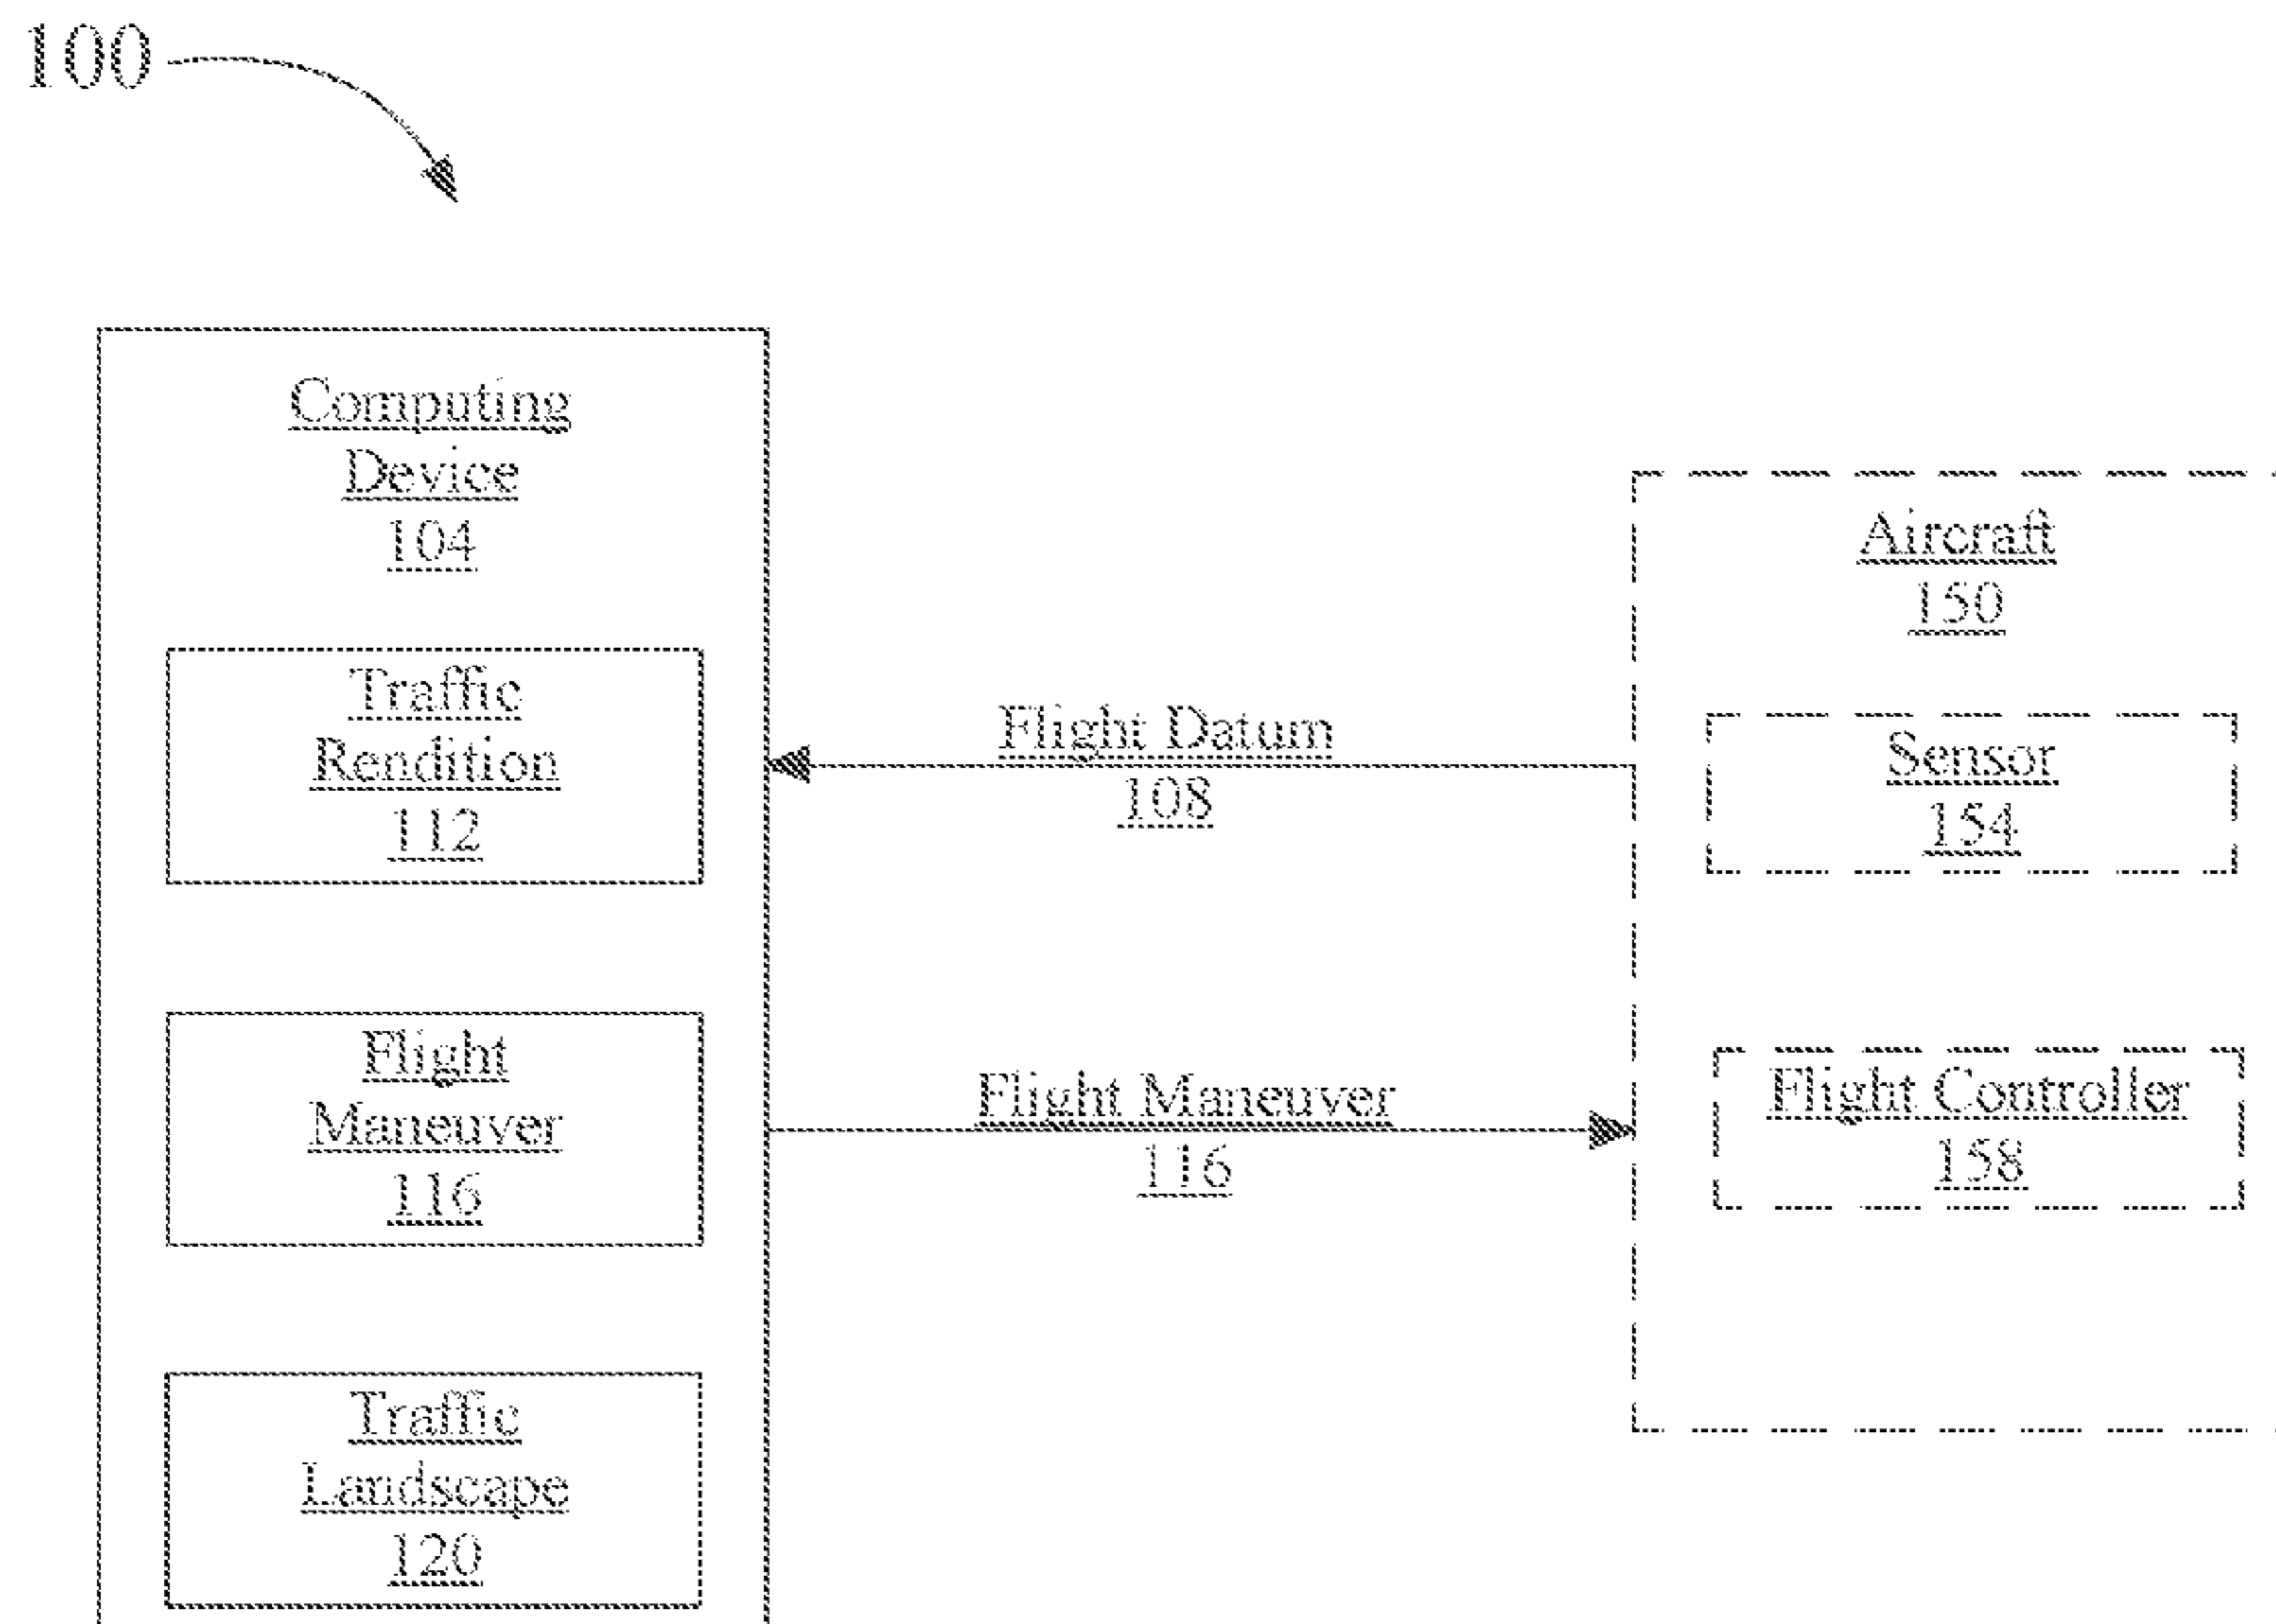 100
Computing
Device
104
Traffic
Rendition
112
Flight
Maneuver
116
Traffic
Landscape
120
Flight Datum
108
Flight Maneuver
116
Aircraft
150
Sensor
154
Flight Controller
158